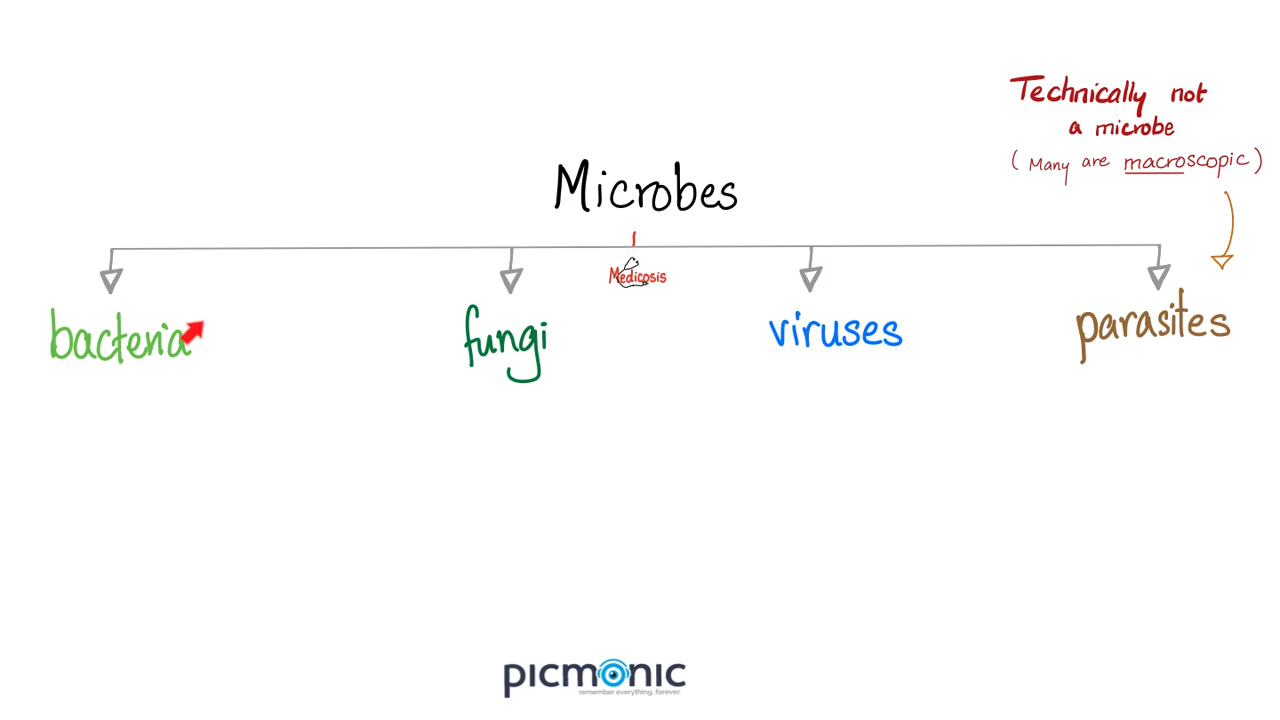 Technically not
a microbe
(Many are macroscopic)
Microbes
Medicosis
bacteria
fungi
viruses
parasites
picmonic
remember everything. forever.